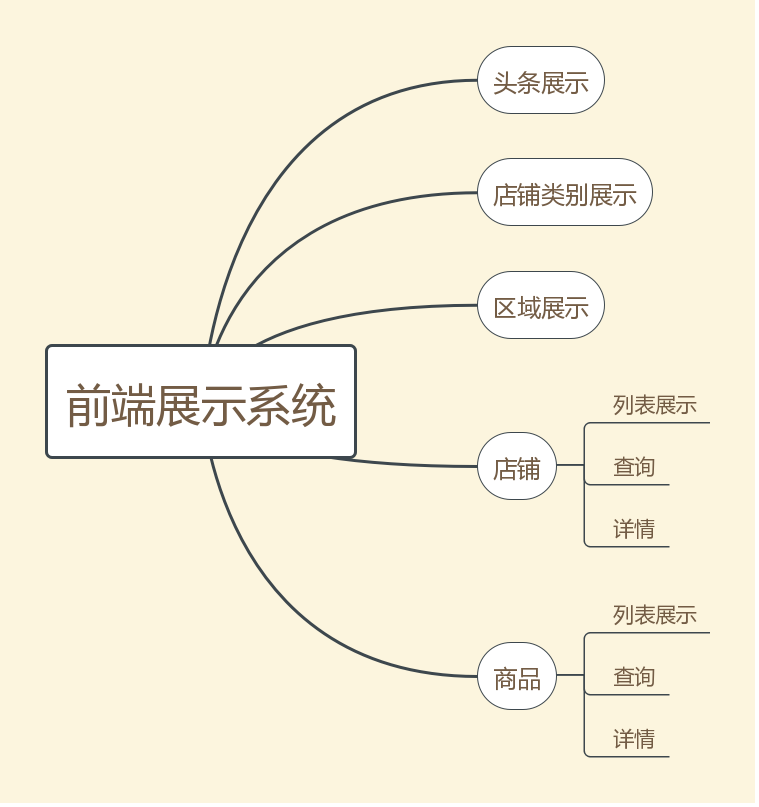 头条展示
店铺类别展示
区域展示
前端展示系统
店铺
列表展示
查询
详情
商品
列表展示
查询
详情